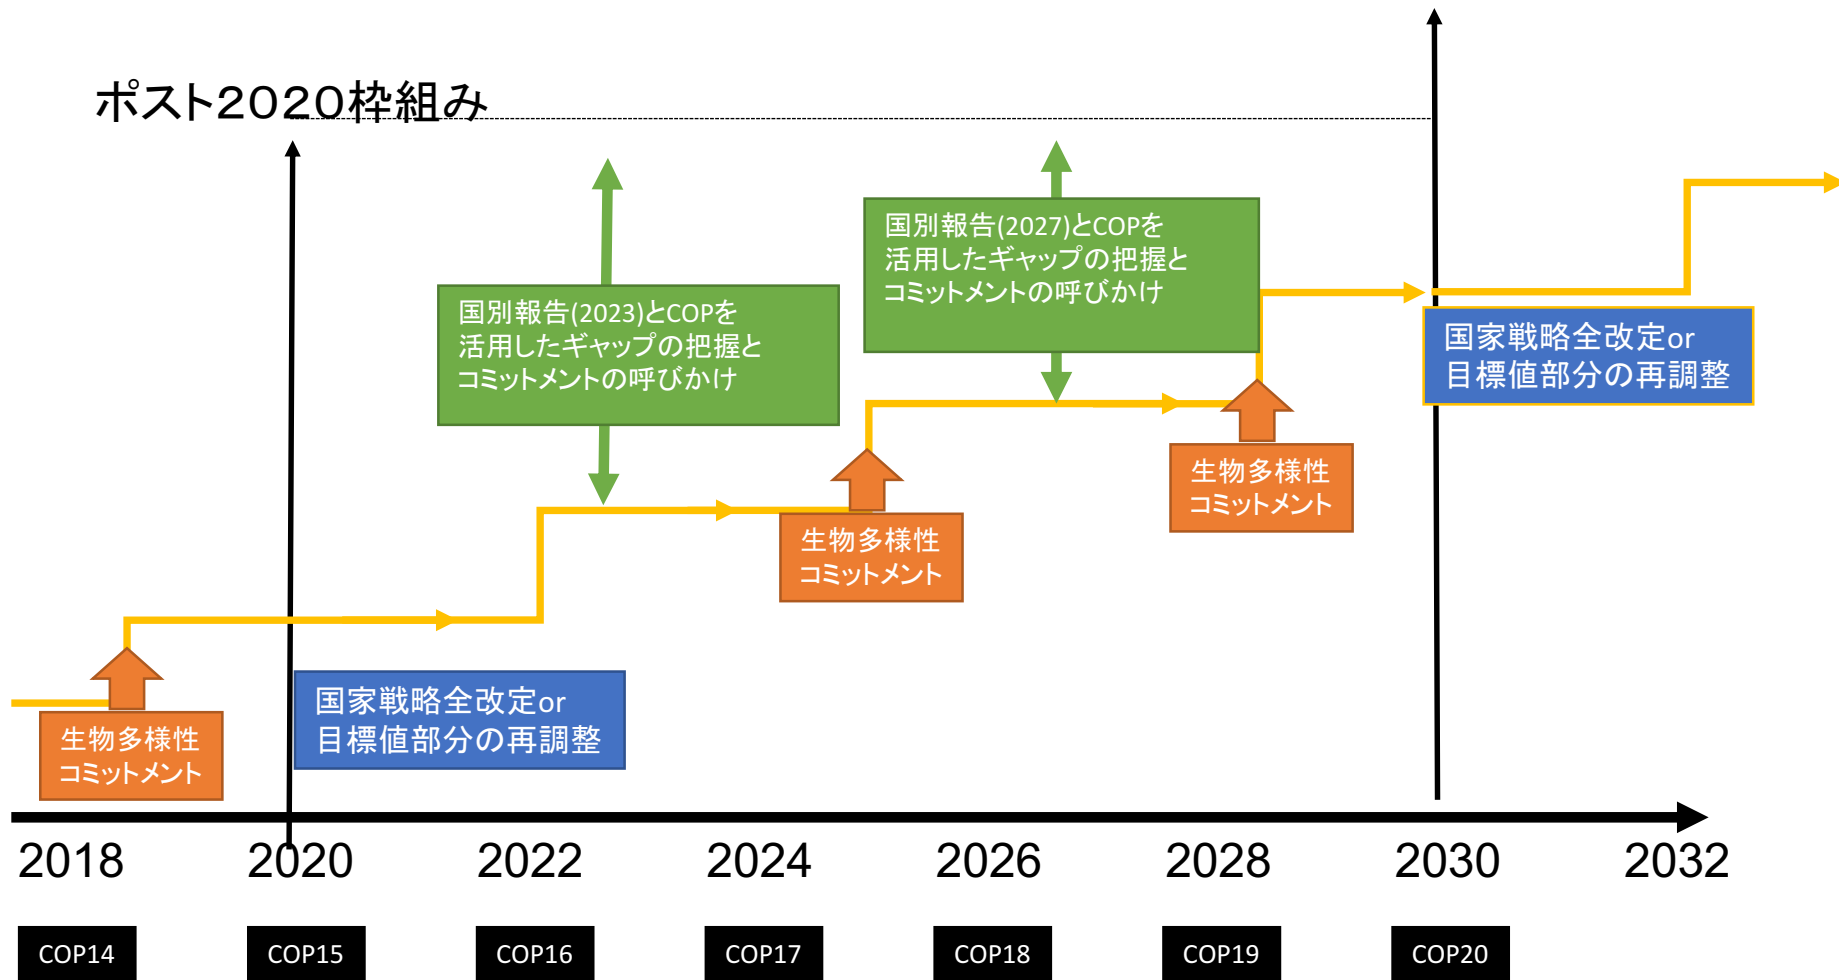 ポスト２０２０枠組み
国別報告(2027)とCOPを
活用したギャップの把握と
コミットメントの呼びかけ
国別報告(2023)とCOPを
活用したギャップの把握と
コミットメントの呼びかけ
国家戦略全改定or
目標値部分の再調整
生物多様性
コミットメント
生物多様性
コミットメント
国家戦略全改定or
目標値部分の再調整
生物多様性
コミットメント
2018 2020 2022 2024 2026 2028 2030 2032
COP14 COP15 COP16 COP17 COP18 COP19 COP20